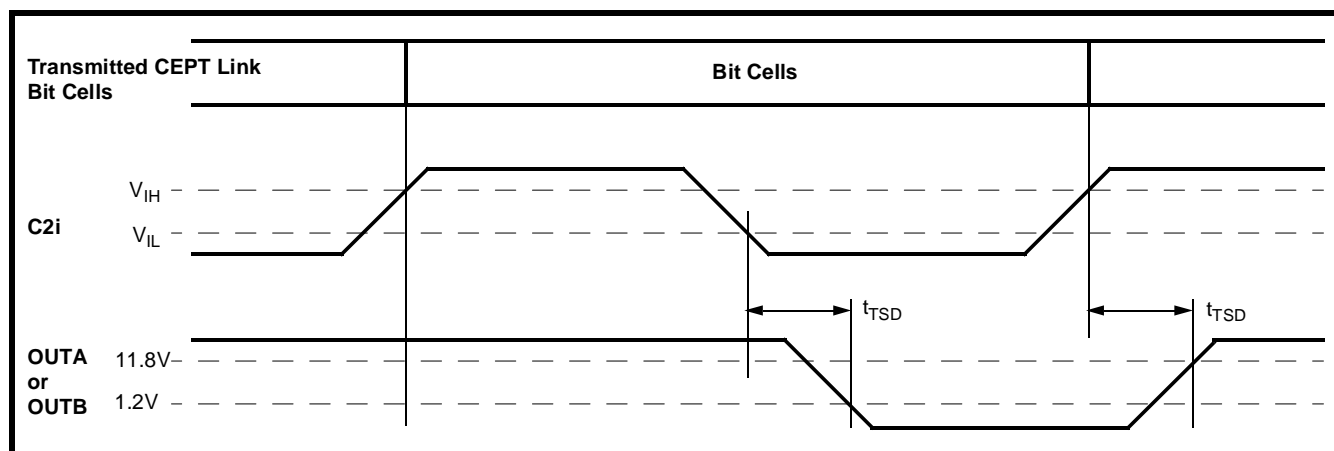 Transmitted CEPT Link
Bit Cells
Bit Cells
V_IH
C2i
V_IL
t_TSD
t_TSD
OUTA
or
OUTB
11.8V
1.2V